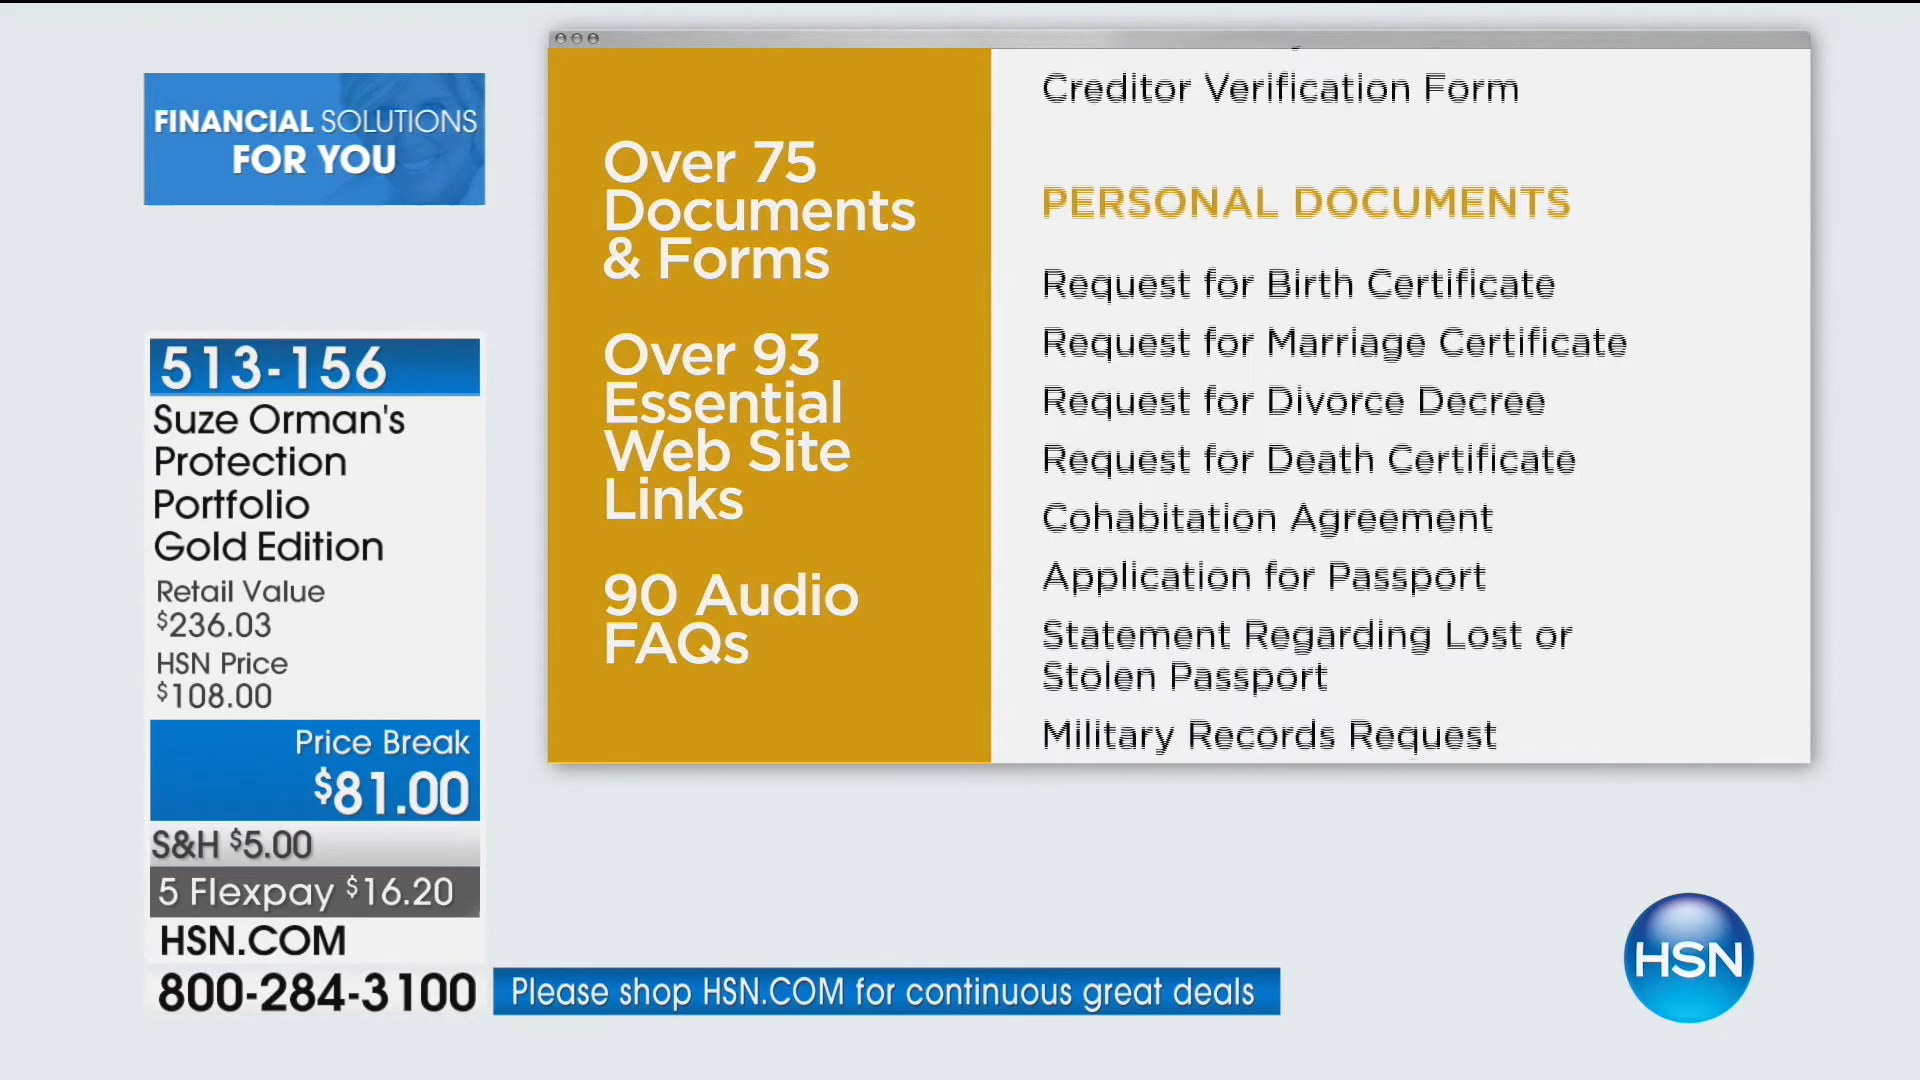 FINANCIAL SOLUTIONS
FOR YOU
513-156
Suze Orman's
Protection
Portfolio
Gold Edition
Retail Value
$236.03
HSN Price
$108.00
Price Break
$81.00
S&H $5.00
5 Flexpay $16.20
HSN.COM
800-284-3100
Please shop HSN.COM for continuous great deals
Over 75
Documents
& Forms
Over 93
Essential
Web Site
Links
90 Audio
FAQs
Creditor Verification Form
PERSONAL DOCUMENTS
Request for Birth Certificate
Request for Marriage Certificate
Request for Divorce Decree
Request for Death Certificate
Cohabitation Agreement
Application for Passport
Statement Regarding Lost or
Stolen Passport
Military Records Request
HSN